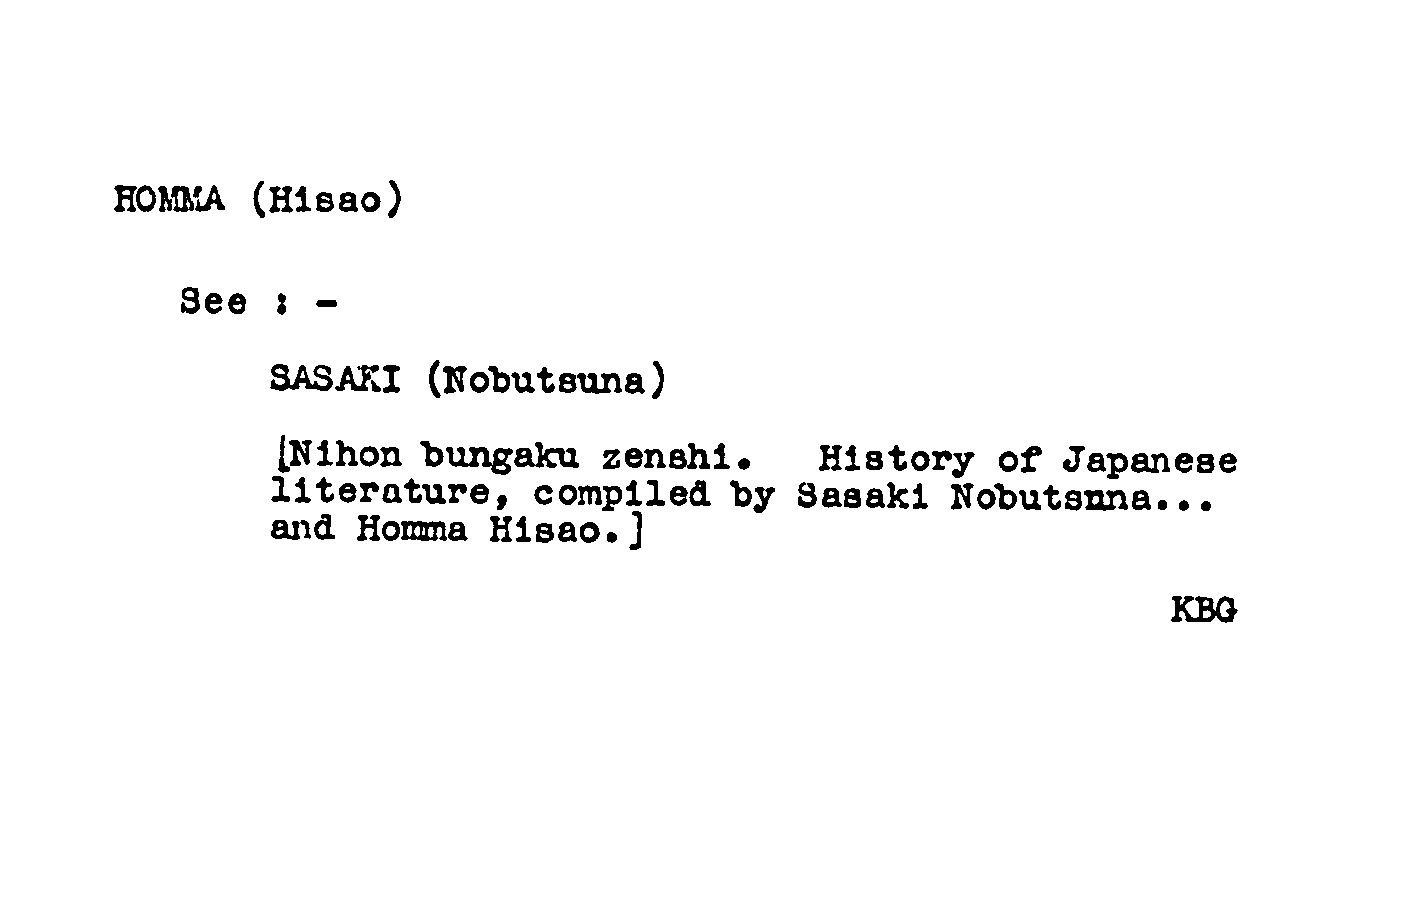 HOMMA (Hisao)
See : -
SASAKI (Nobutsuna)
[Nihon bungaku zenshi. History of Japanese
literature, compiled by Sasaki Nobutsuna...
and Homma Hisao.]
KBG